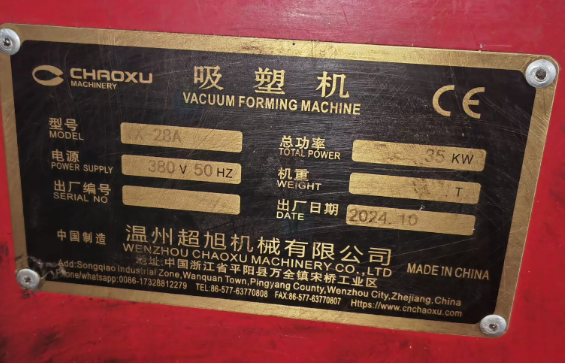 CHAOXU
MACHINERY
吸塑机
VACUUM FORMING MACHINE
CE
型号
MODEL
-28A
总功率
TOTAL POWER
35 KW
电源
POWER SUPPLY
380 V 50 HZ
机重
WEIGHT
T
出厂编号
SERIAL NO
出厂日期
DATE
2024.10
中国制造
温州超旭机械有限公司
WENZHOU CHAOXU MACHINERY CO.,LTD
MADE IN CHINA
地址:中国浙江省平阳县万全镇宋桥工业区
Add:Songqiao Industrial Zone,Wanquan Town,Pingyang County,Wenzhou City,Zhejiang.China
Phone/whatsapp:0086-17328812279 TEL:86-577-63770808 FAX:86-577-63770807 Https://www.cnchaoxu.com